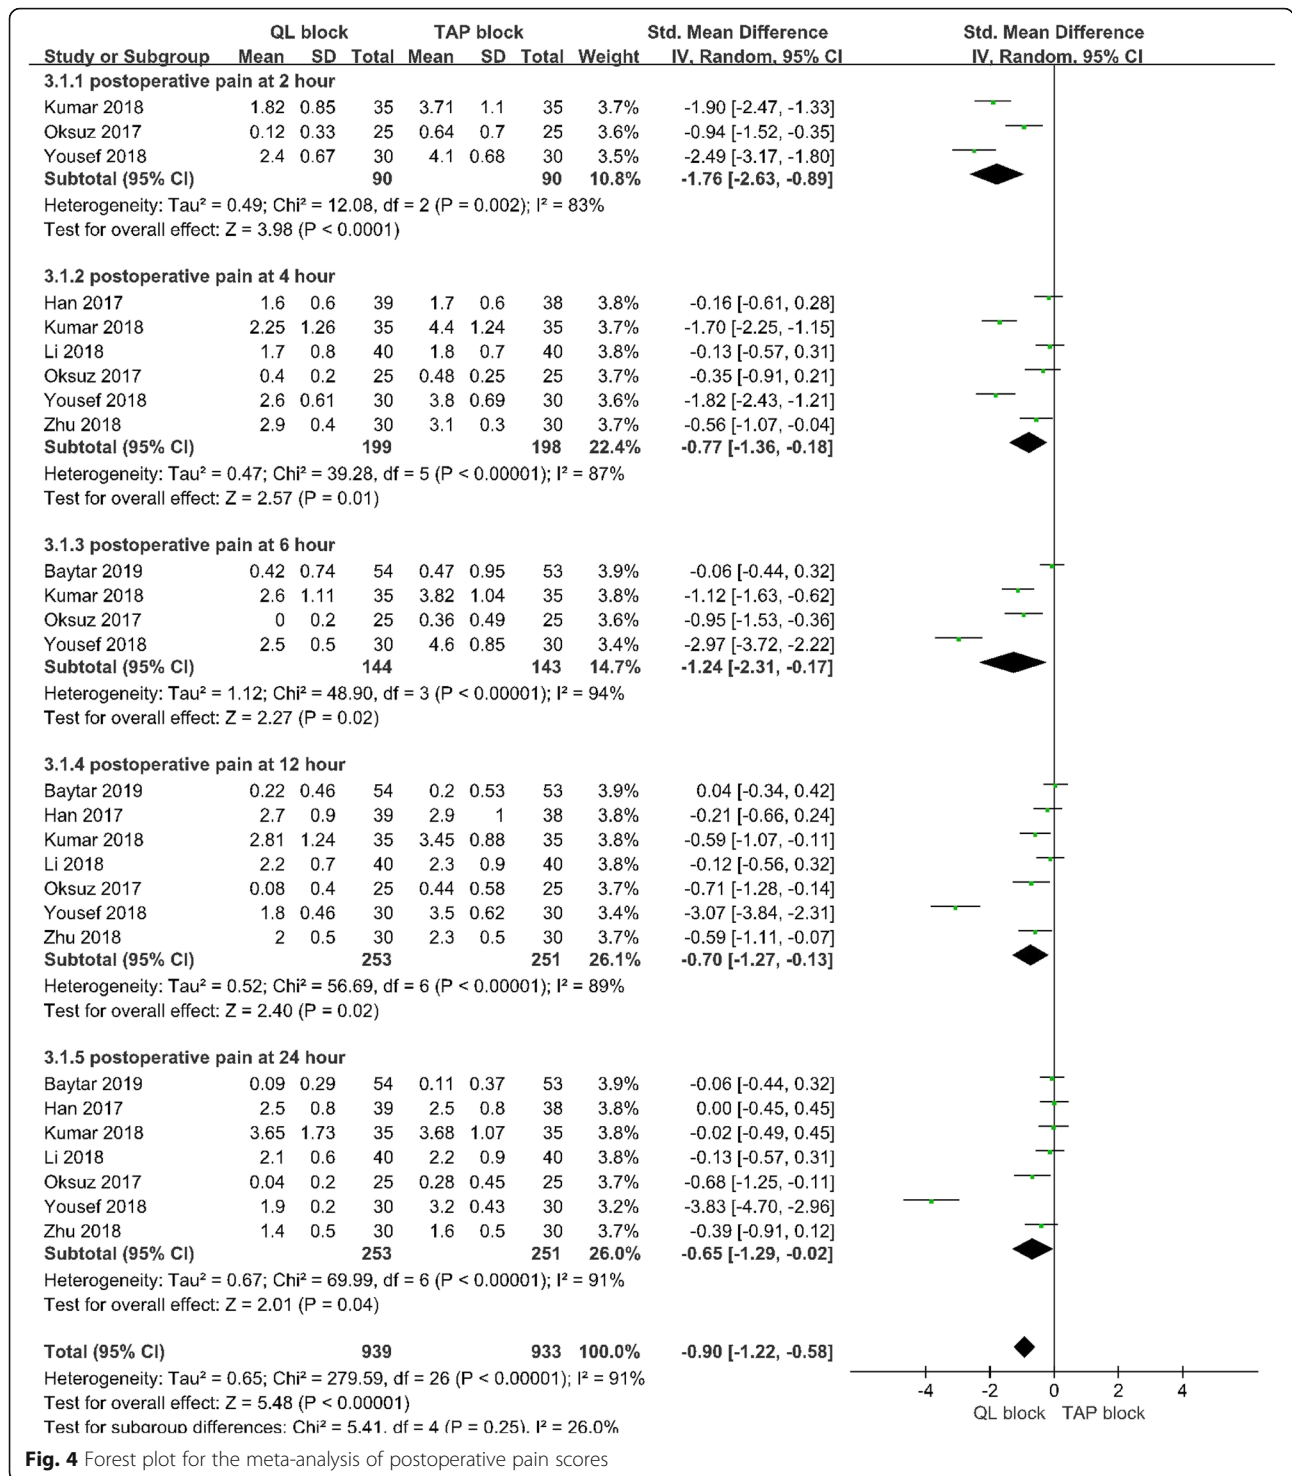 QL block TAP block Std. Mean Difference Std. Mean Difference
Study or Subgroup Mean SD Total Mean SD Total Weight IV, Random, 95% CI IV, Random, 95% CI
3.1.1 postoperative pain at 2 hour
Kumar 2018 1.82 0.85 35 3.71 1.1 35 3.7% -1.90 [-2.47, -1.33]
Oksuz 2017 0.12 0.33 25 0.64 0.7 25 3.6% -0.94 [-1.52, -0.35]
Yousef 2018 2.4 0.67 30 4.1 0.68 30 3.5% -2.49 [-3.17, -1.80]
Subtotal (95% CI) 90 90 10.8% -1.76 [-2.63, -0.89]
Heterogeneity: Tau² = 0.49; Chi² = 12.08, df = 2 (P = 0.002); I² = 83%
Test for overall effect: Z = 3.98 (P < 0.0001)
3.1.2 postoperative pain at 4 hour
Han 2017 1.6 0.6 39 1.7 0.6 38 3.8% -0.16 [-0.61, 0.28]
Kumar 2018 2.25 1.26 35 4.4 1.24 35 3.7% -1.70 [-2.25, -1.15]
Li 2018 1.7 0.8 40 1.8 0.7 40 3.8% -0.13 [-0.57, 0.31]
Oksuz 2017 0.4 0.2 25 0.48 0.25 25 3.7% -0.35 [-0.91, 0.21]
Yousef 2018 2.6 0.61 30 3.8 0.69 30 3.6% -1.82 [-2.43, -1.21]
Zhu 2018 2.9 0.4 30 3.1 0.3 30 3.7% -0.56 [-1.07, -0.04]
Subtotal (95% CI) 199 198 22.4% -0.77 [-1.36, -0.18]
Heterogeneity: Tau² = 0.47; Chi² = 39.28, df = 5 (P < 0.00001); I² = 87%
Test for overall effect: Z = 2.57 (P = 0.01)
3.1.3 postoperative pain at 6 hour
Baytar 2019 0.42 0.74 54 0.47 0.95 53 3.9% -0.06 [-0.44, 0.32]
Kumar 2018 2.6 1.11 35 3.82 1.04 35 3.8% -1.12 [-1.63, -0.62]
Oksuz 2017 0 0.2 25 0.36 0.49 25 3.6% -0.95 [-1.53, -0.36]
Yousef 2018 2.5 0.5 30 4.6 0.85 30 3.4% -2.97 [-3.72, -2.22]
Subtotal (95% CI) 144 143 14.7% -1.24 [-2.31, -0.17]
Heterogeneity: Tau² = 1.12; Chi² = 48.90, df = 3 (P < 0.00001); I² = 94%
Test for overall effect: Z = 2.27 (P = 0.02)
3.1.4 postoperative pain at 12 hour
Baytar 2019 0.22 0.46 54 0.2 0.53 53 3.9% 0.04 [-0.34, 0.42]
Han 2017 2.7 0.9 39 2.9 1 38 3.8% -0.21 [-0.66, 0.24]
Kumar 2018 2.81 1.24 35 3.45 0.88 35 3.8% -0.59 [-1.07, -0.11]
Li 2018 2.2 0.7 40 2.3 0.9 40 3.8% -0.12 [-0.56, 0.32]
Oksuz 2017 0.08 0.4 25 0.44 0.58 25 3.7% -0.71 [-1.28, -0.14]
Yousef 2018 1.8 0.46 30 3.5 0.62 30 3.4% -3.07 [-3.84, -2.31]
Zhu 2018 2 0.5 30 2.3 0.5 30 3.7% -0.59 [-1.11, -0.07]
Subtotal (95% CI) 253 251 26.1% -0.70 [-1.27, -0.13]
Heterogeneity: Tau² = 0.52; Chi² = 56.69, df = 6 (P < 0.00001); I² = 89%
Test for overall effect: Z = 2.40 (P = 0.02)
3.1.5 postoperative pain at 24 hour
Baytar 2019 0.09 0.29 54 0.11 0.37 53 3.9% -0.06 [-0.44, 0.32]
Han 2017 2.5 0.8 39 2.5 0.8 38 3.8% 0.00 [-0.45, 0.45]
Kumar 2018 3.65 1.73 35 3.68 1.07 35 3.8% -0.02 [-0.49, 0.45]
Li 2018 2.1 0.6 40 2.2 0.9 40 3.8% -0.13 [-0.57, 0.31]
Oksuz 2017 0.04 0.2 25 0.28 0.45 25 3.7% -0.68 [-1.25, -0.11]
Yousef 2018 1.9 0.2 30 3.2 0.43 30 3.2% -3.83 [-4.70, -2.96]
Zhu 2018 1.4 0.5 30 1.6 0.5 30 3.7% -0.39 [-0.91, 0.12]
Subtotal (95% CI) 253 251 26.0% -0.65 [-1.29, -0.02]
Heterogeneity: Tau² = 0.67; Chi² = 69.99, df = 6 (P < 0.00001); I² = 91%
Test for overall effect: Z = 2.01 (P = 0.04)
Total (95% CI) 939 933 100.0% -0.90 [-1.22, -0.58]
Heterogeneity: Tau² = 0.65; Chi² = 279.59, df = 26 (P < 0.00001); I² = 91%
-4 -2 0 2 4
Test for overall effect: Z = 5.48 (P < 0.00001)
QL block TAP block
Test for subgroup differences: Chi² = 5.41, df = 4 (P = 0.25), I² = 26.0%
Fig. 4 Forest plot for the meta-analysis of postoperative pain scores